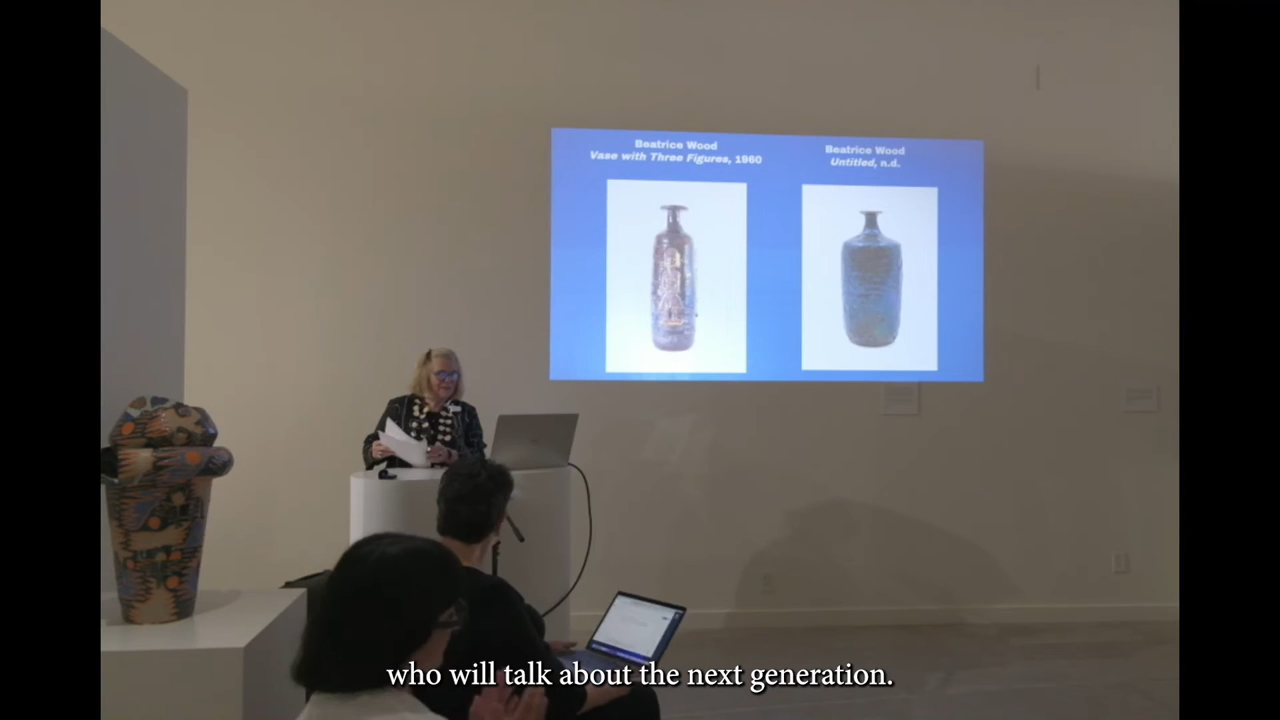 Beatrice Wood
Vase with Three Figures, 1960
Beatrice Wood
Untitled, n.d.
who will talk about the next generation.